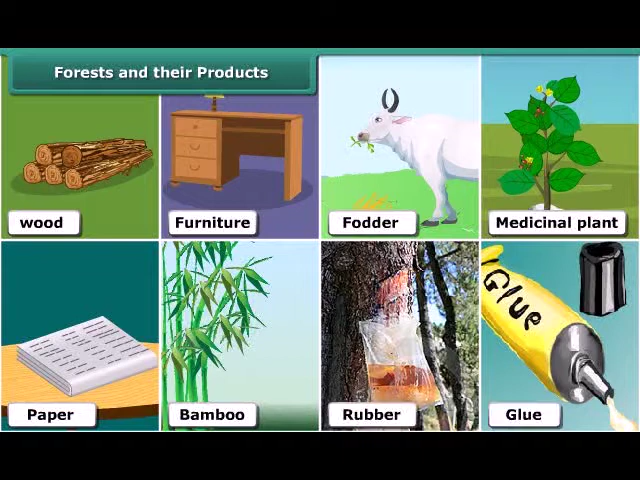 Forests and their Products
wood
Furniture
Fodder
Medicinal plant
Glue
Paper
Bamboo
Rubber
Glue